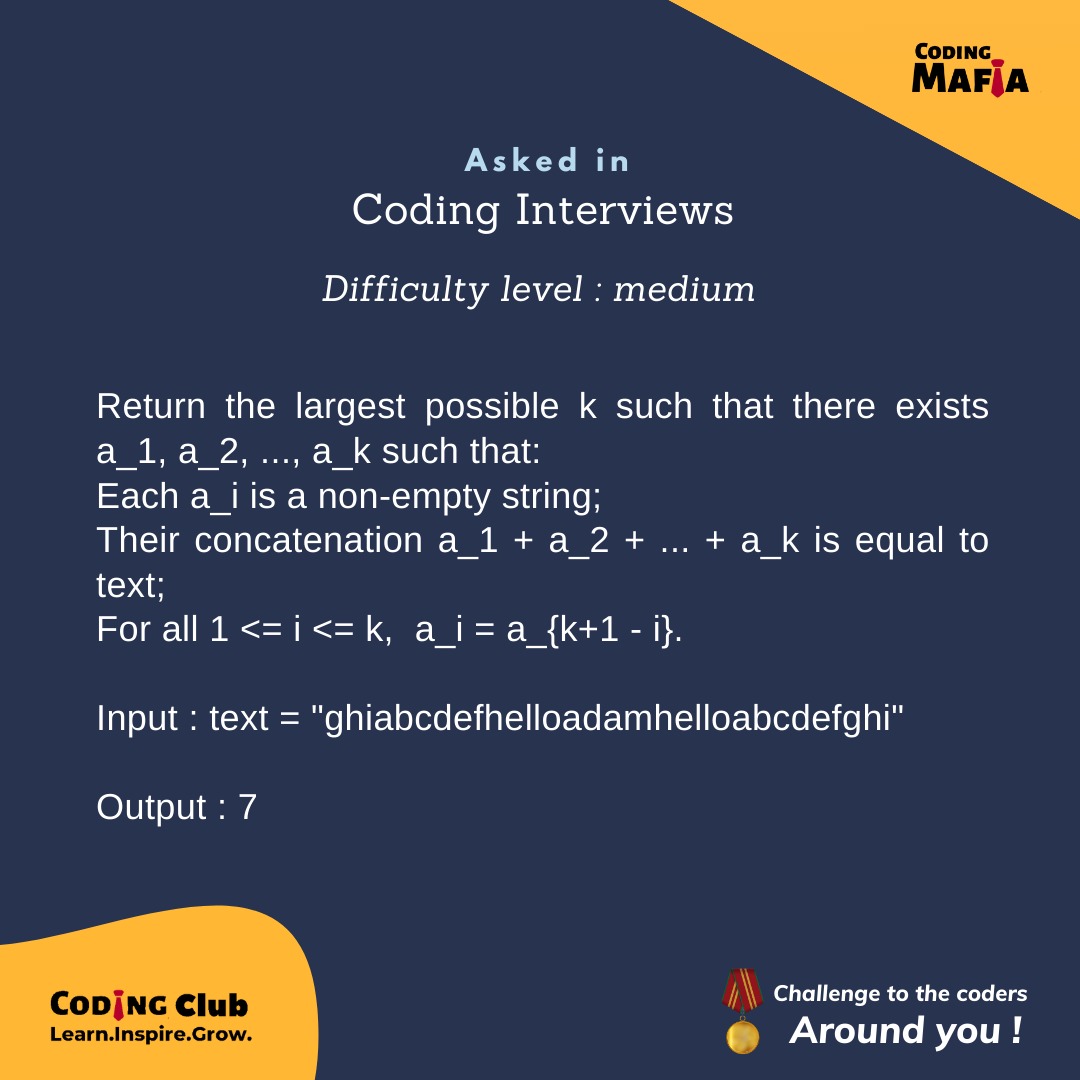 CODING
MAFIA
Asked in
Coding Interviews
Difficulty level : medium
Return the largest possible k such that there exists
a_1, a_2, ..., a_k such that:
Each a_i is a non-empty string;
Their concatenation a_1 + a_2 + ... + a_k is equal to
text;
For all 1 <= i <= k,  a_i = a_{k+1 - i}.
Input : text = "ghiabcdefhelloadamhelloabcdefghi"
Output : 7
CODING Club
Learn.Inspire.Grow.
Challenge to the coders
Around you !